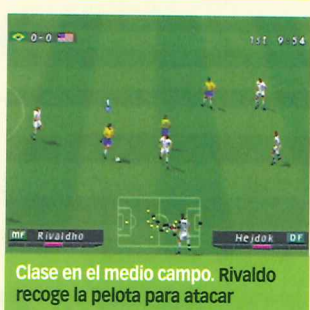 0-0
1ST 9:54
MF Rivaldho
Hejdok DF
Clase en el medio campo. Rivaldo
recoge la pelota para atacar